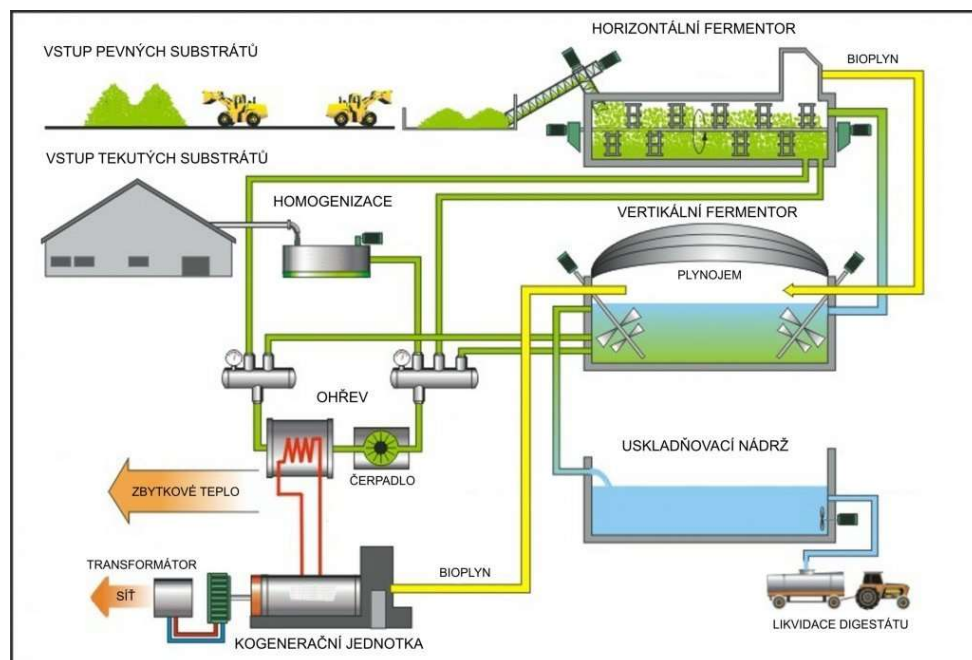 VSTUP PEVNÝCH SUBSTRÁTŮ
HORIZONTÁLNÍ FERMENTOR
BIOPLYN
VSTUP TEKUTÝCH SUBSTRÁTŮ
HOMOGENIZACE
VERTIKÁLNÍ FERMENTOR
PLYNOJEM
OHŘEV
ČERPADLO
USKLADŇOVACÍ NÁDRŽ
ZBYTKOVÉ TEPLO
TRANSFORMÁTOR
SÍŤ
BIOPLYN
KOGENERAČNÍ JEDNOTKA
LIKVIDACE DIGESTÁTU